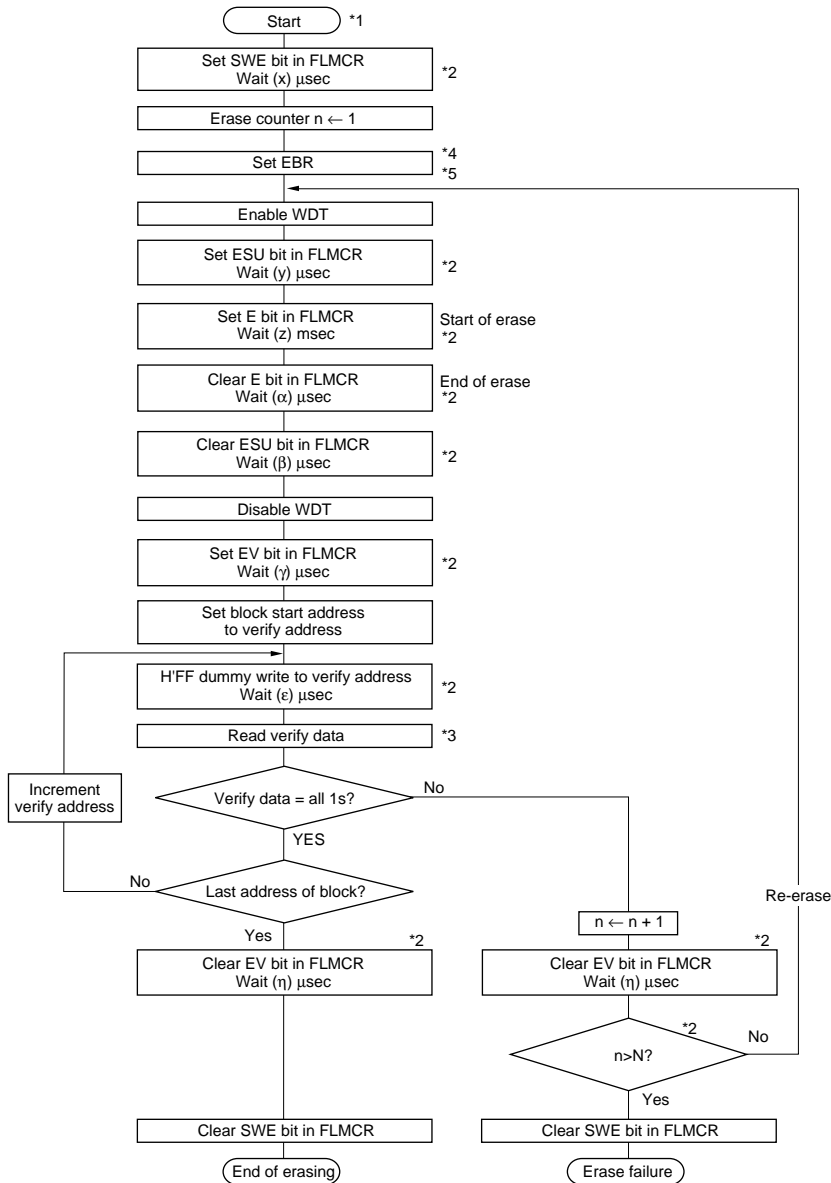 Start
*1
Set SWE bit in FLMCR
Wait (x) μsec
*2
Erase counter n ← 1
Set EBR
*4
*5
Enable WDT
Set ESU bit in FLMCR
Wait (y) μsec
*2
Set E bit in FLMCR
Wait (z) msec
Start of erase
*2
Clear E bit in FLMCR
Wait (α) μsec
End of erase
*2
Clear ESU bit in FLMCR
Wait (β) μsec
*2
Disable WDT
Set EV bit in FLMCR
Wait (γ) μsec
*2
Set block start address
to verify address
H'FF dummy write to verify address
Wait (ε) μsec
*2
Read verify data
*3
Increment
verify address
Verify data = all 1s?
No
YES
No
Last address of block?
Re-erase
Yes
*2
n ← n + 1
Clear EV bit in FLMCR
Wait (η) μsec
*2
Clear EV bit in FLMCR
Wait (η) μsec
*2
No
n>N?
Yes
Clear SWE bit in FLMCR
Clear SWE bit in FLMCR
End of erasing
Erase failure